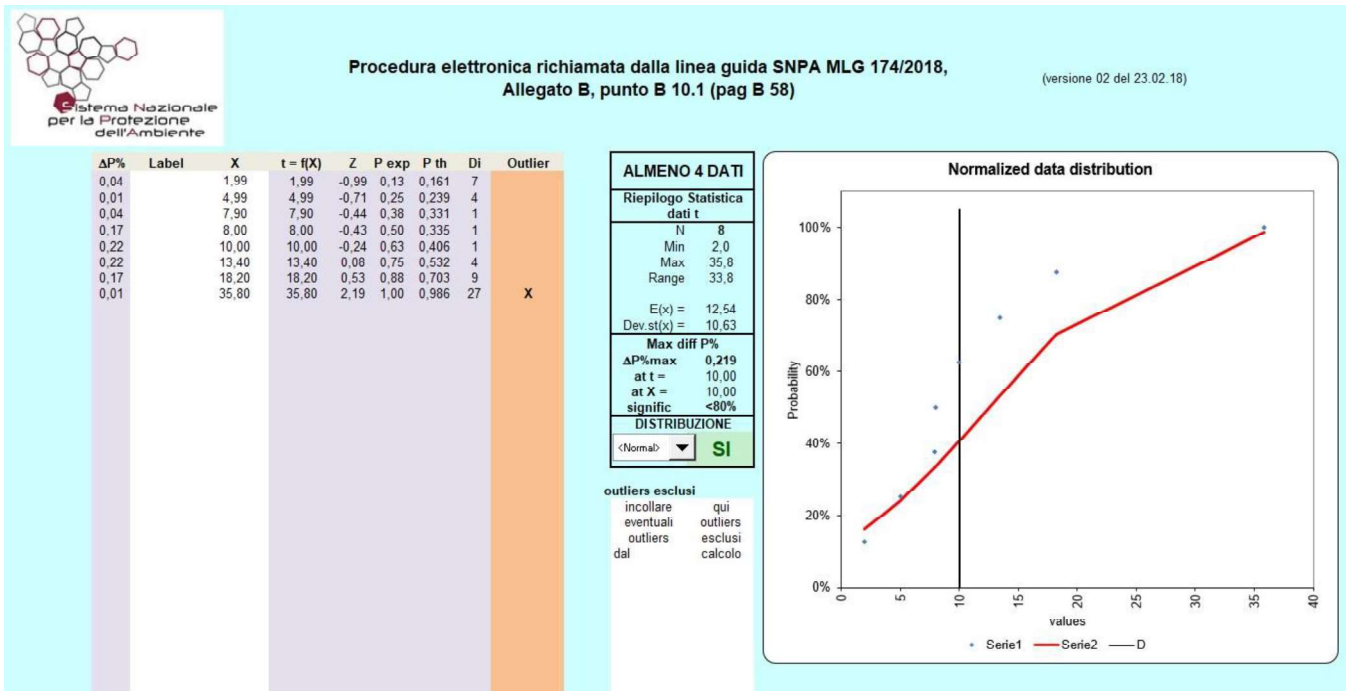 Sistema Nazionale
per la Protezione
dell'Ambiente
Procedura elettronica richiamata dalla linea guida SNPA MLG 174/2018,
Allegato B, punto B 10.1 (pag B 58)
(versione 02 del 23.02.18)
ΔP% Label X t = f(X) Z P exp P th Di Outlier
0,04 1,99 1,99 -0,99 0,13 0,161 7
0,01 4,99 4,99 -0,71 0,25 0,239 4
0,04 7,90 7,90 -0,44 0,38 0,331 1
0,17 8,00 8,00 -0,43 0,50 0,335 1
0,22 10,00 10,00 -0,24 0,63 0,406 1
0,22 13,40 13,40 0,08 0,75 0,532 4
0,17 18,20 18,20 0,53 0,88 0,703 9
0,01 35,80 35,80 2,19 1,00 0,986 27 X
ALMENO 4 DATI
Riepilogo Statistica
dati t
N 8
Min 2,0
Max 35,8
Range 33,8
E(x) = 12,54
Dev.st(x) = 10,63
Max diff P%
ΔP%max 0,219
at t = 10,00
at X = 10,00
signific <80%
DISTRIBUZIONE
<Normal> SI
outliers esclusi
incollare qui
eventuali outliers
outliers esclusi
dal calcolo
Normalized data distribution
100%
80%
60%
40%
20%
0%
Probability
0 5 10 15 20 25 30 35 40
values
Serie1 Serie2 D